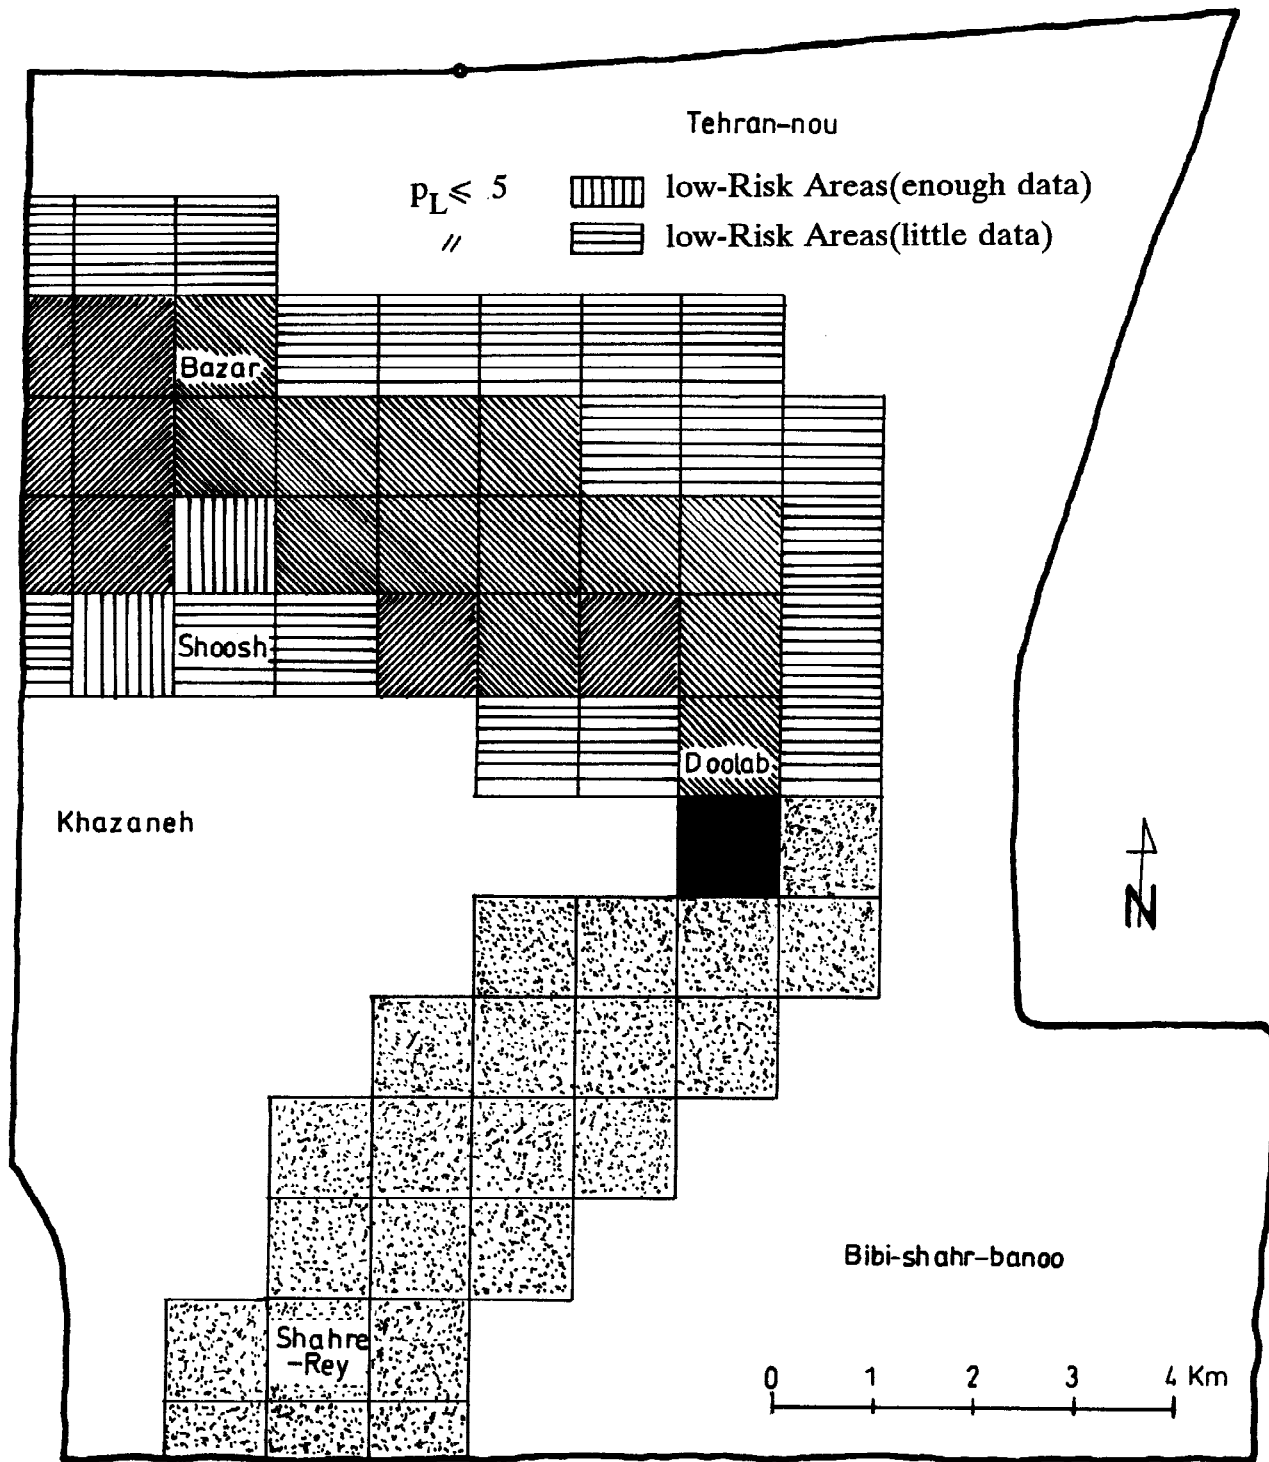 Tehran-nou
p_L ⩽ .5 low-Risk Areas(enough data)
〃 low-Risk Areas(little data)
Bazar
Shoosh
Doolab
Khazaneh
N
Bibi-shahr-banoo
Shahre
-Rey
0 1 2 3 4 Km